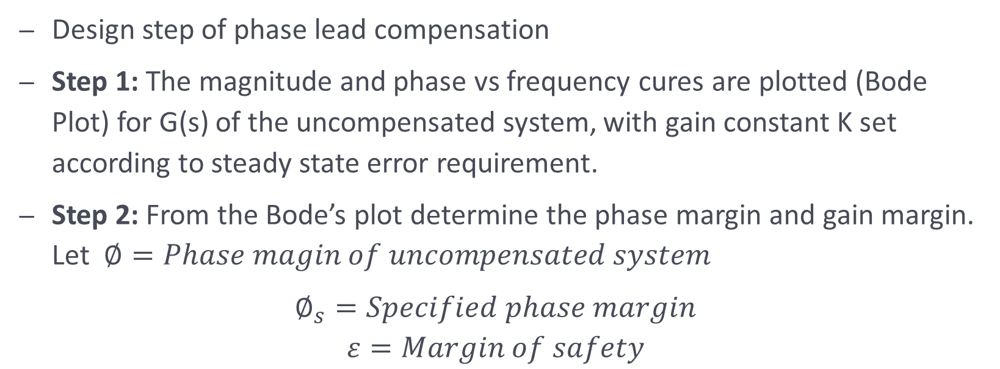 – Design step of phase lead compensation
– Step 1: The magnitude and phase vs frequency cures are plotted (Bode
Plot) for G(s) of the uncompensated system, with gain constant K set
according to steady state error requirement.
– Step 2: From the Bode’s plot determine the phase margin and gain margin.
Let ∅ = Phase magin of uncompensated system
∅ₛ = Specified phase margin
ε = Margin of safety